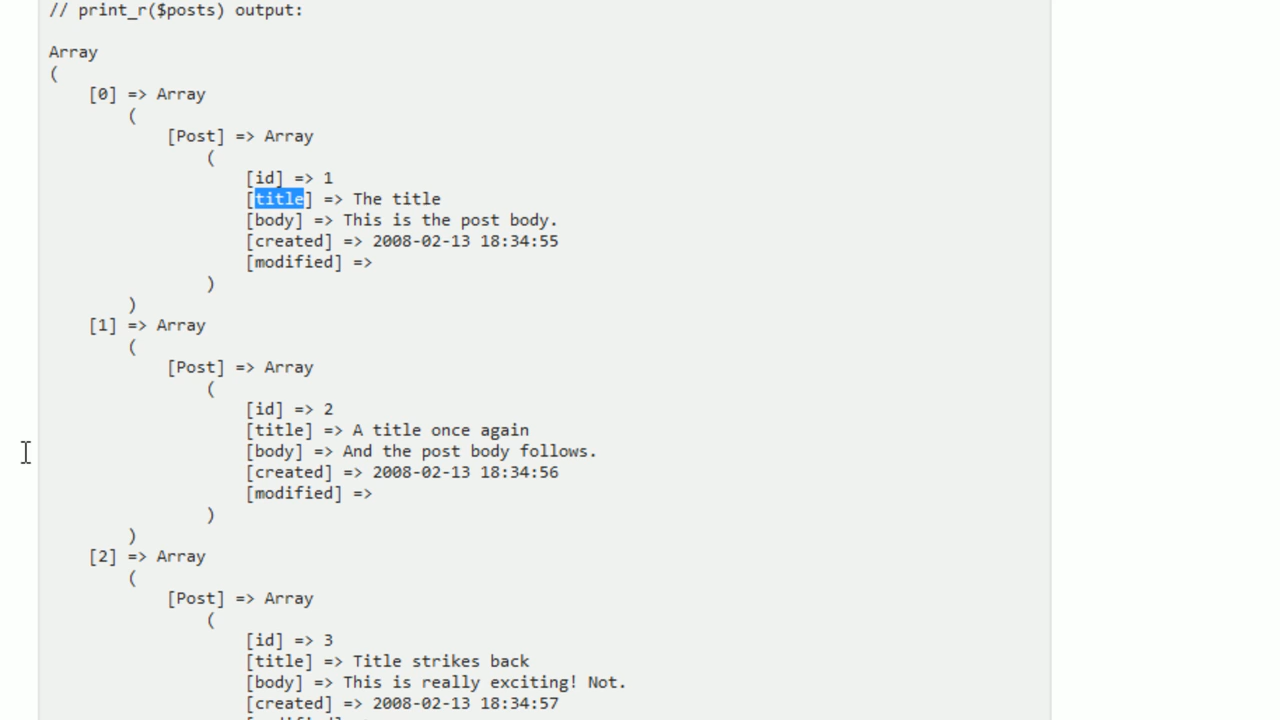 // print_r($posts) output:
Array
(
[0] => Array
(
[Post] => Array
(
[id] => 1
[title] => The title
[body] => This is the post body.
[created] => 2008-02-13 18:34:55
[modified] =>
)
)
[1] => Array
(
[Post] => Array
(
[id] => 2
[title] => A title once again
[body] => And the post body follows.
[created] => 2008-02-13 18:34:56
[modified] =>
)
)
[2] => Array
(
[Post] => Array
(
[id] => 3
[title] => Title strikes back
[body] => This is really exciting! Not.
[created] => 2008-02-13 18:34:57